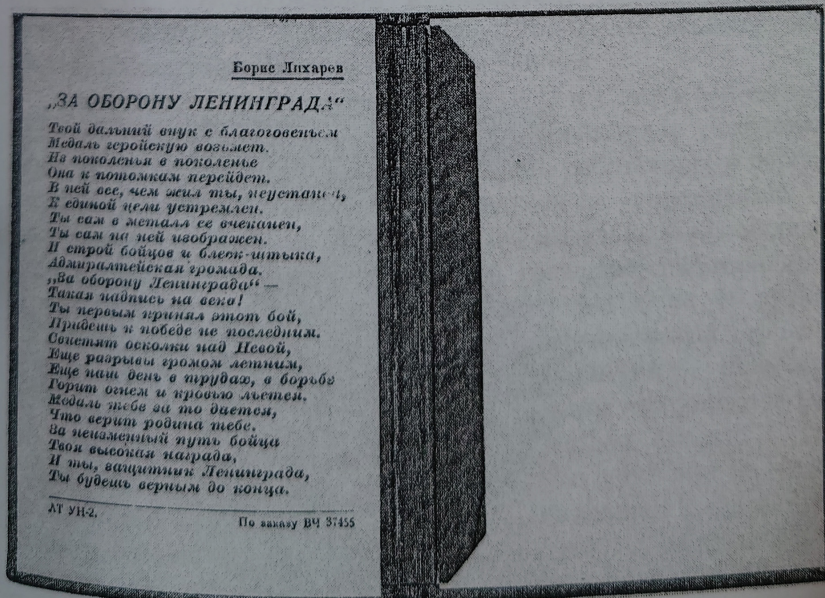 Борис Лихарев
„ЗА ОБОРОНУ ЛЕНИНГРАДА“
Твой дальний внук с благоговеньем
Медаль геройскую возьмет.
Из поколенья в поколенье
Она к потомкам перейдет.
В ней все, чем жил ты, неустанен,
К единой цели устремлен.
Ты сам в металл ее вчеканен,
Ты сам на ней изображен.
И строй бойцов и блеск-штыка,
Адмиралтейская громада.
„За оборону Ленинграда“ —
Такая надпись на века!
Ты первым принял этот бой,
Придешь к победе не последним.
Свистят осколки над Невой,
Еще разрывы громом летним,
Еще наш день в трудах, в борьбе
Горит огнем и кровью льется.
Медаль тебе за то дается,
Что верит родина тебе.
За неизменный путь бойца
Твоя высокая награда,
И ты, защитник Ленинграда,
Ты будешь верным до конца.
ЛТ УН-2.
По заказу ВЧ 37455